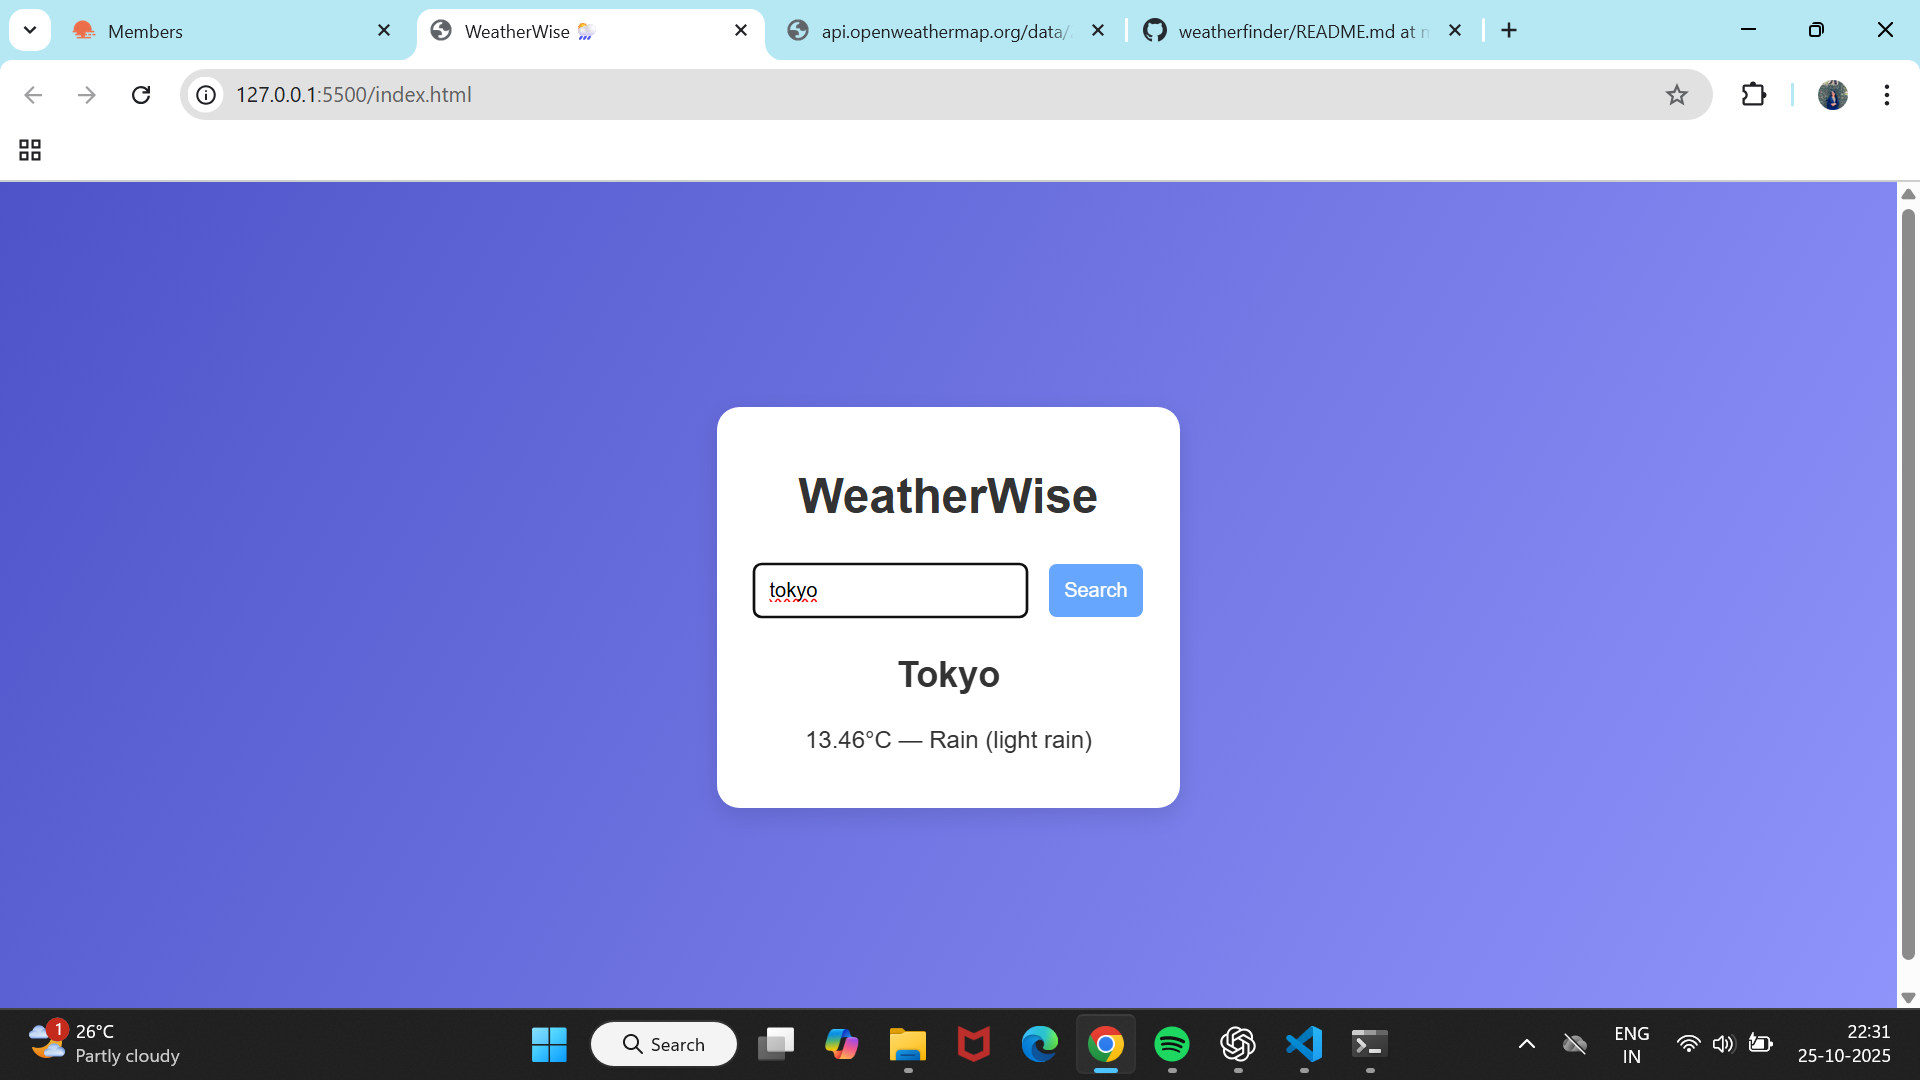 Members
WeatherWise
api.openweathermap.org/data/
weatherfinder/README.md at
127.0.0.1:5500/index.html
WeatherWise
tokyo
Search
Tokyo
13.46°C — Rain (light rain)
1
26°C
Partly cloudy
Search
ENG
IN
22:31
25-10-2025